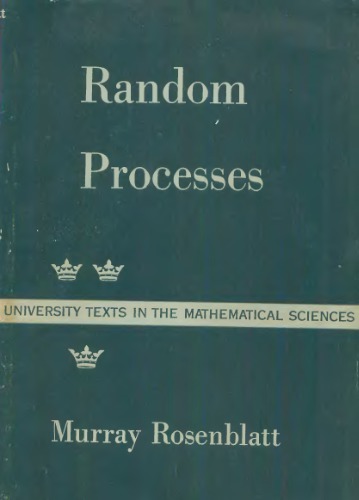 Random
Processes
UNIVERSITY TEXTS IN THE MATHEMATICAL SCIENCES
Murray Rosenblatt